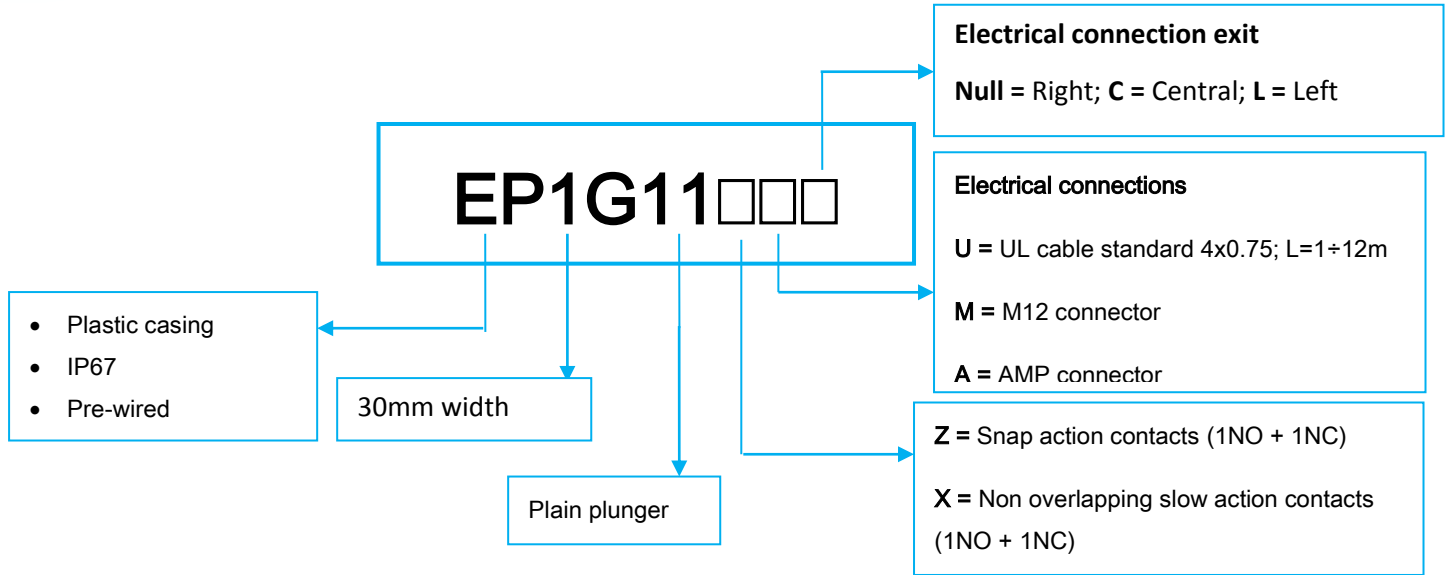 Electrical connection exit
Null = Right; C = Central; L = Left
EP1G11□□□
Electrical connections
U = UL cable standard 4x0.75; L=1÷12m
M = M12 connector
A = AMP connector
• Plastic casing
• IP67
• Pre-wired
30mm width
Plain plunger
Z = Snap action contacts (1NO + 1NC)
X = Non overlapping slow action contacts
(1NO + 1NC)